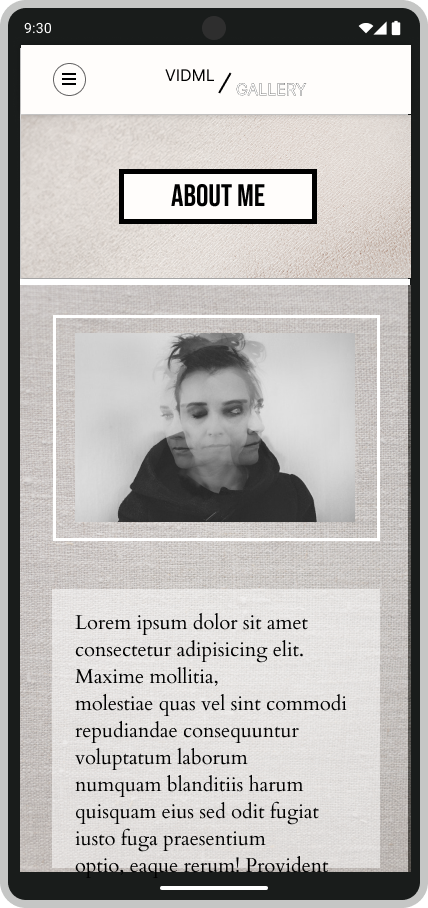 9:30
VIDML
GALLERY
ABOUT ME
Lorem ipsum dolor sit amet
consectetur adipisicing elit.
Maxime mollitia,
molestiae quas vel sint commodi
repudiandae consequuntur
voluptatum laborum
numquam blanditiis harum
quisquam eius sed odit fugiat
iusto fuga praesentium
optio, eaque rerum! Provident